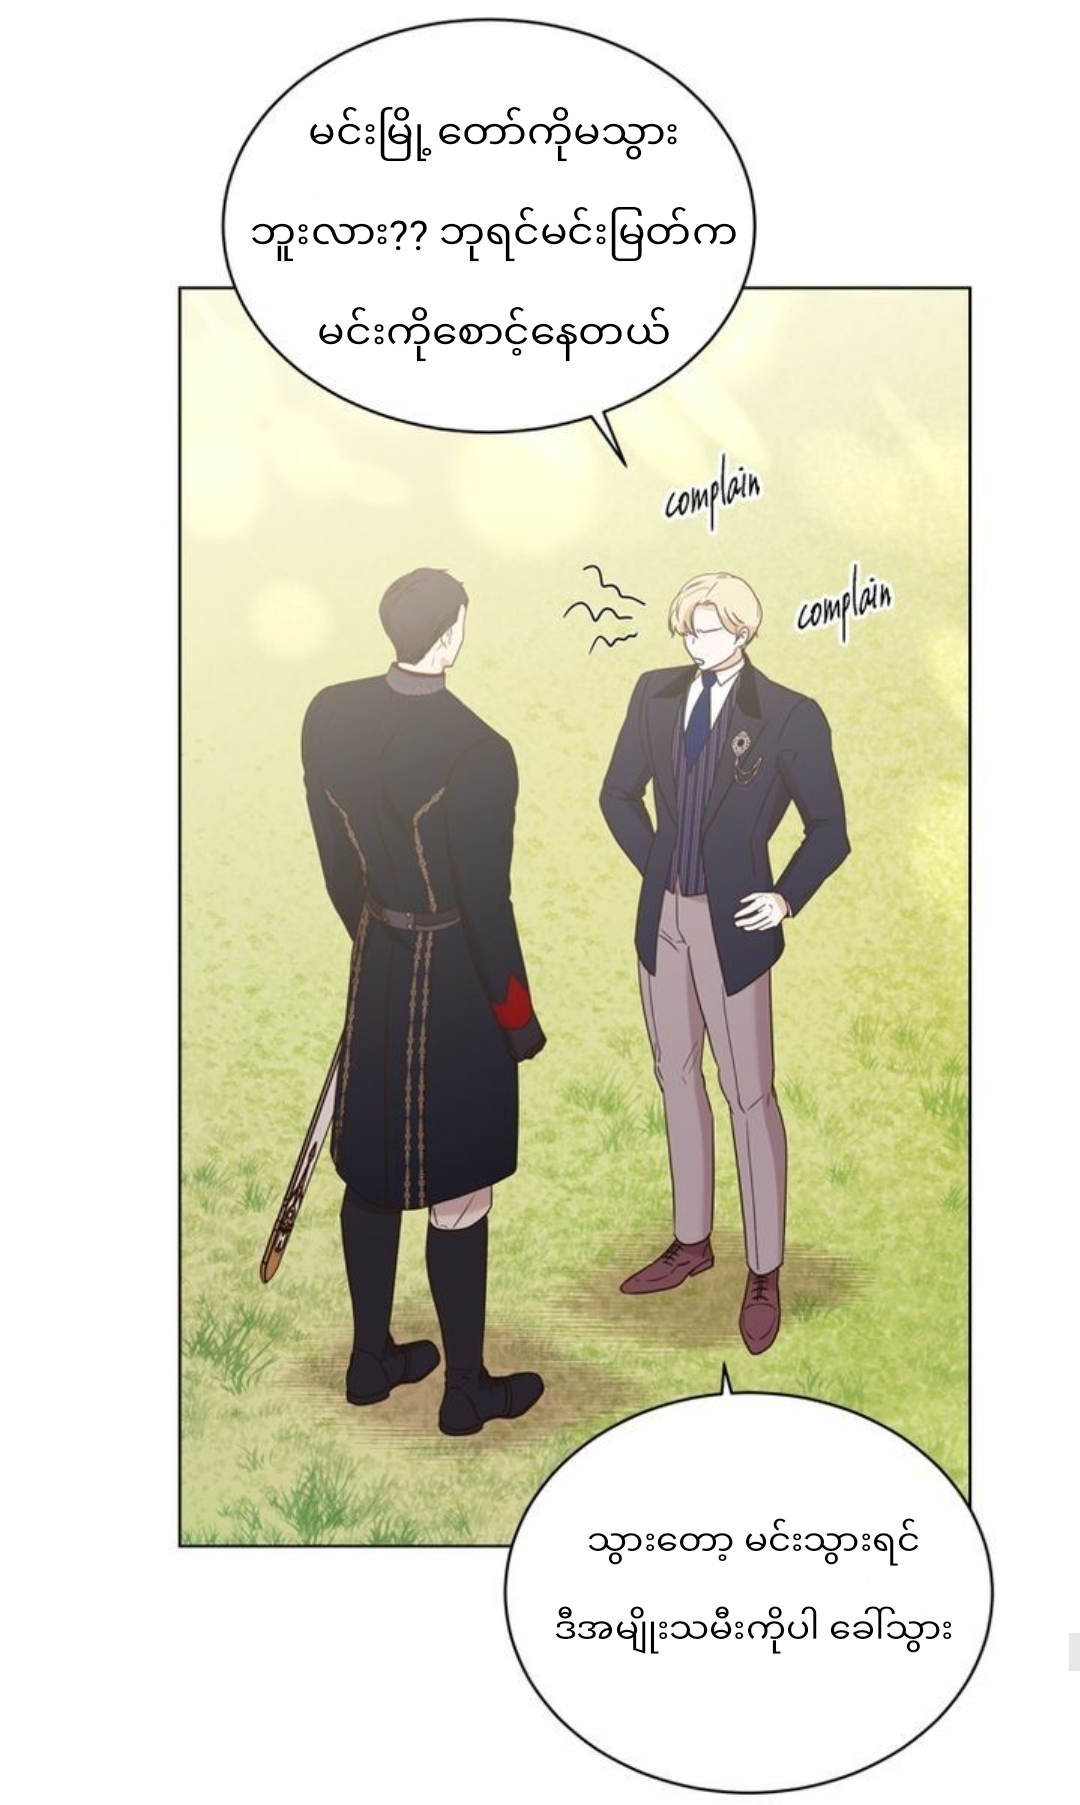 မင်းမြို့တော်ကိုမသွား
ဘူးလား?? ဘုရင်မင်းမြတ်က
မင်းကိုစောင့်နေတယ်
complain
complain
သွားတော့ မင်းသွားရင်
ဒီအမျိုးသမီးကိုပါ ခေါ်သွား